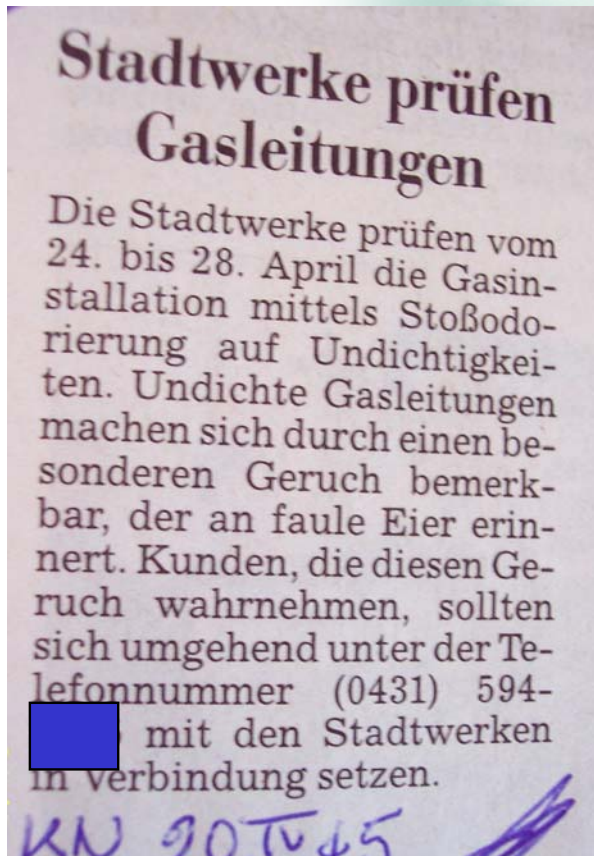 Stadtwerke prüfen
Gasleitungen
Die Stadtwerke prüfen vom
24. bis 28. April die Gasin-
stallation mittels Stoßodo-
rierung auf Undichtigkei-
ten. Undichte Gasleitungen
machen sich durch einen be-
sonderen Geruch bemerk-
bar, der an faule Eier erin-
nert. Kunden, die diesen Ge-
ruch wahrnehmen, sollten
sich umgehend unter der Te-
lefonnummer (0431) 594-
mit den Stadtwerken
in Verbindung setzen.
KN